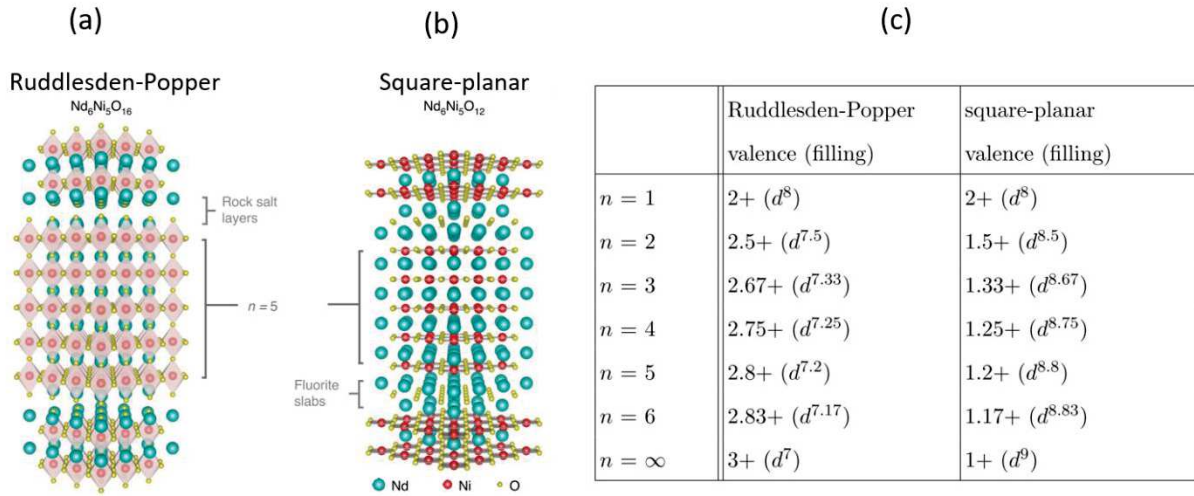 (a)
Ruddlesden-Popper
Nd₆Ni₅O₁₆
Rock salt
layers
n = 5
(b)
Square-planar
Nd₆Ni₅O₁₂
Fluorite
slabs
Nd Ni O
(c)
Ruddlesden-Popper square-planar
valence (filling) valence (filling)
n = 1 2+ (d⁸) 2+ (d⁸)
n = 2 2.5+ (d⁷·⁵) 1.5+ (d⁸·⁵)
n = 3 2.67+ (d⁷·³³) 1.33+ (d⁸·⁶⁷)
n = 4 2.75+ (d⁷·²⁵) 1.25+ (d⁸·⁷⁵)
n = 5 2.8+ (d⁷·²) 1.2+ (d⁸·⁸)
n = 6 2.83+ (d⁷·¹⁷) 1.17+ (d⁸·⁸³)
n = ∞ 3+ (d⁷) 1+ (d⁹)